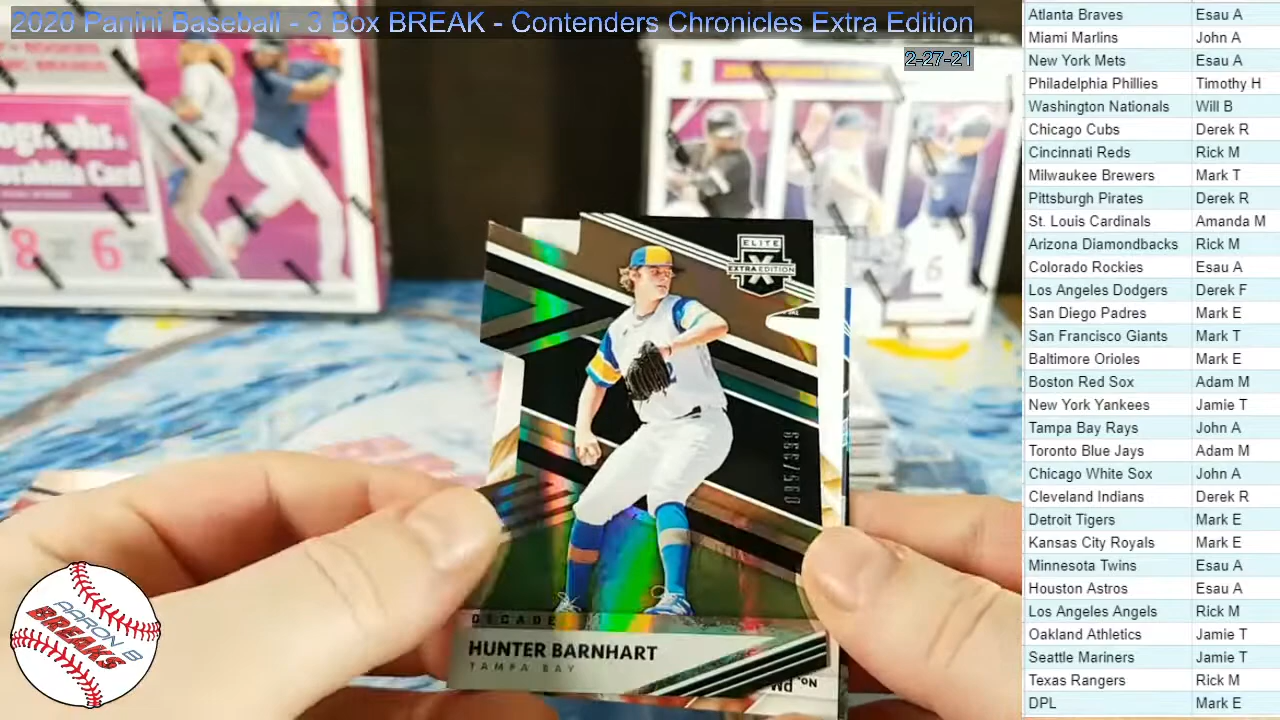 2020 Panini Baseball - 3 Box BREAK - Contenders Chronicles Extra Edition
2-27-21
Atlanta Braves Esau A
Miami Marlins John A
New York Mets Esau A
Philadelphia Phillies Timothy H
Washington Nationals Will B
Chicago Cubs Derek R
Cincinnati Reds Rick M
Milwaukee Brewers Mark T
Pittsburgh Pirates Derek R
St. Louis Cardinals Amanda M
Arizona Diamondbacks Rick M
Colorado Rockies Esau A
Los Angeles Dodgers Derek F
San Diego Padres Mark E
San Francisco Giants Mark T
Baltimore Orioles Mark E
Boston Red Sox Adam M
New York Yankees Jamie T
Tampa Bay Rays John A
Toronto Blue Jays Adam M
Chicago White Sox John A
Cleveland Indians Derek R
Detroit Tigers Mark E
Kansas City Royals Mark E
Minnesota Twins Esau A
Houston Astros Esau A
Los Angeles Angels Rick M
Oakland Athletics Jamie T
Seattle Mariners Jamie T
Texas Rangers Rick M
DPL Mark E
Card
8 6
ELITE
X
EXTRA EDITION
HUNTER BARNHART
TAMPA BAY
No.
AARON B
BREAKS